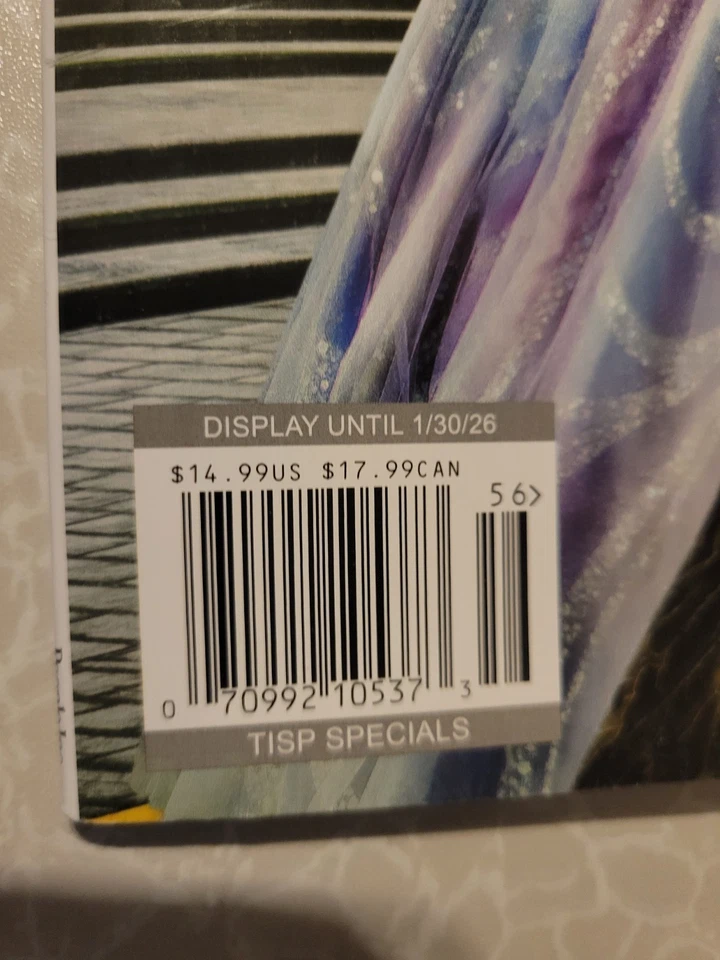 DISPLAY UNTIL 1/30/26
$14.99US $17.99CAN
56>
0 70992 10537 3
TISP SPECIALS